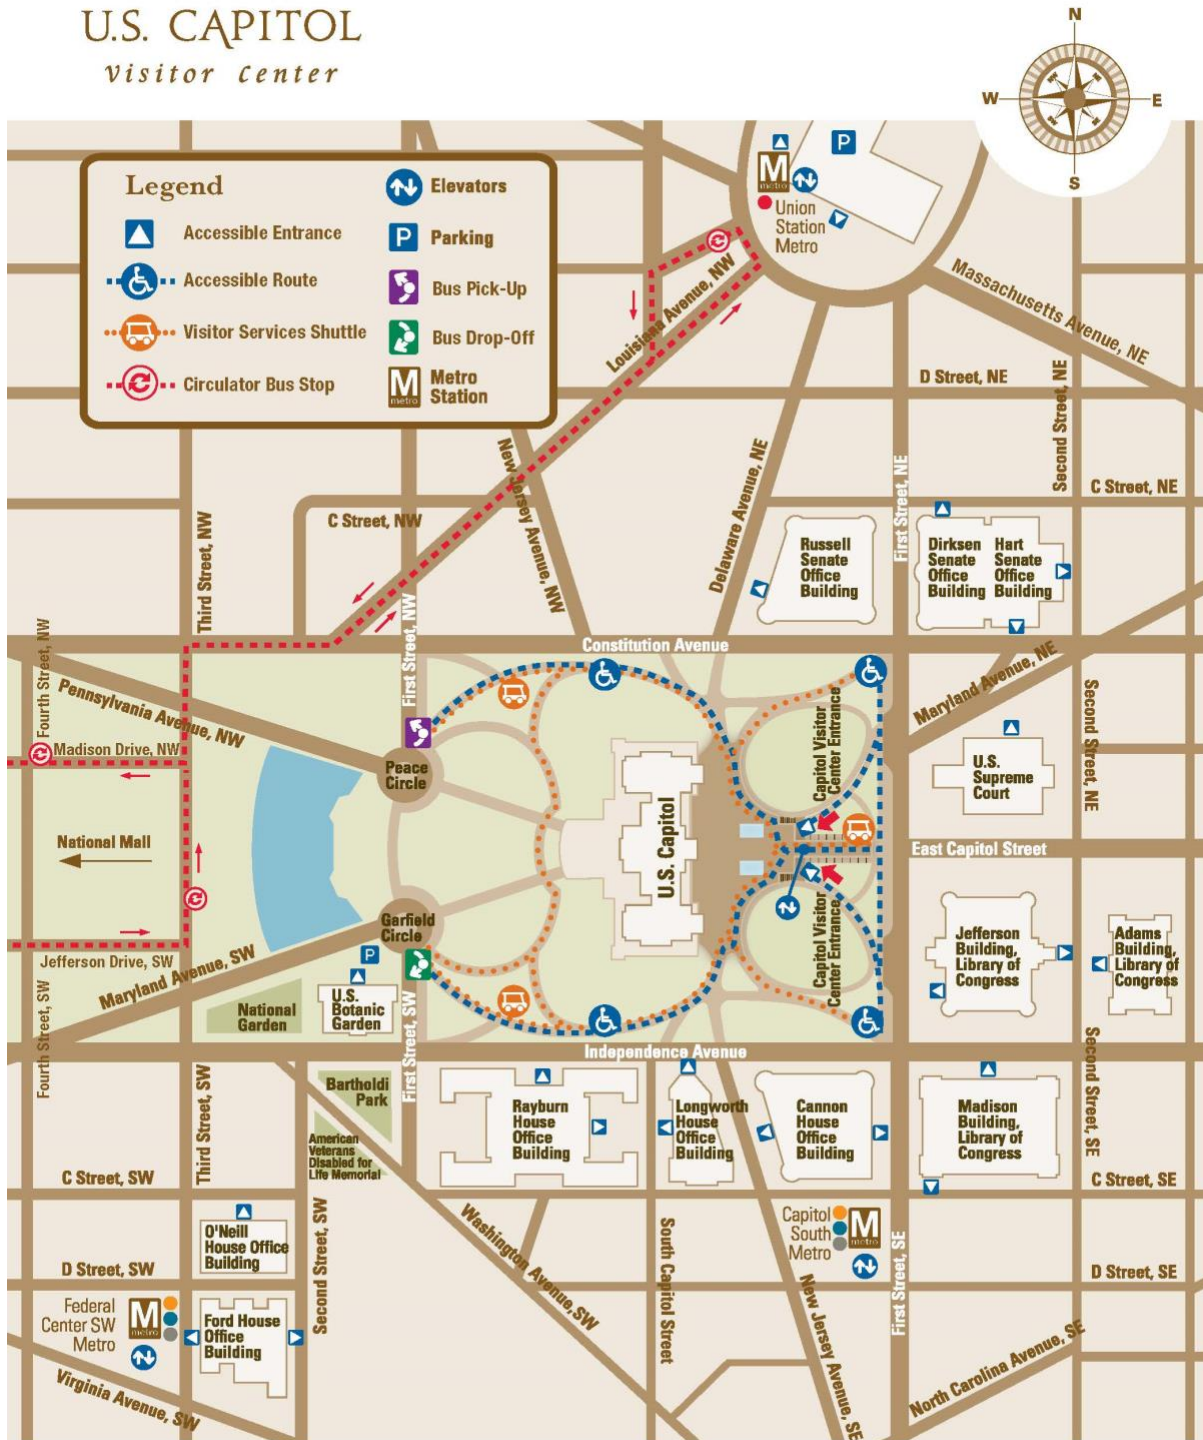 U.S. CAPITOL
Visitor Center
N
W
E
S
NW
NE
SW
SE
Legend
Accessible Entrance
Accessible Route
Visitor Services Shuttle
Circulator Bus Stop
Elevators
P
Parking
Bus Pick-Up
Bus Drop-Off
M
metro
Metro
Station
P
M
metro
Union
Station
Metro
Louisiana Avenue, NW
Massachusetts Avenue, NE
D Street, NE
Second Street, NE
C Street, NE
First Street, NE
Delaware Avenue, NE
New Jersey Avenue, NW
C Street, NW
Third Street, NW
First Street, NW
Russell
Senate
Office
Building
Dirksen
Senate
Office
Building
Hart
Senate
Office
Building
Constitution Avenue
Maryland Avenue, NE
Fourth Street, NW
Pennsylvania Avenue, NW
Madison Drive, NW
Peace
Circle
U.S. Capitol
Capitol Visitor
Center Entrance
Second Street, NE
U.S.
Supreme
Court
National Mall
East Capitol Street
Garfield
Circle
Capitol Visitor
Center Entrance
Jefferson
Building,
Library of
Congress
Adams
Building,
Library of
Congress
Jefferson Drive, SW
Maryland Avenue, SW
P
U.S.
Botanic
Garden
National
Garden
Fourth Street, SW
First Street, SW
Independence Avenue
Second Street, SE
Third Street, SW
Bartholdi
Park
American
Veterans
Disabled for
Life Memorial
Rayburn
House
Office
Building
Longworth
House
Office
Building
Cannon
House
Office
Building
Madison
Building,
Library of
Congress
C Street, SW
C Street, SE
O'Neill
House Office
Building
Second Street, SW
Washington Avenue, SW
South Capitol Street
Capitol
South
Metro
M
metro
First Street, SE
D Street, SW
D Street, SE
Federal
Center SW
Metro
M
metro
Ford House
Office
Building
Virginia Avenue, SW
New Jersey Avenue, SE
North Carolina Avenue, SE